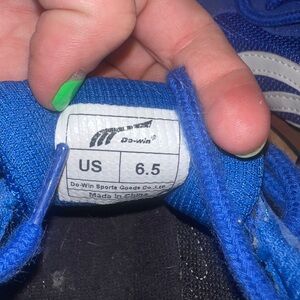 Do-win®
US 6.5
Do-Win Sports Goods Co.,Ltd
Made in China